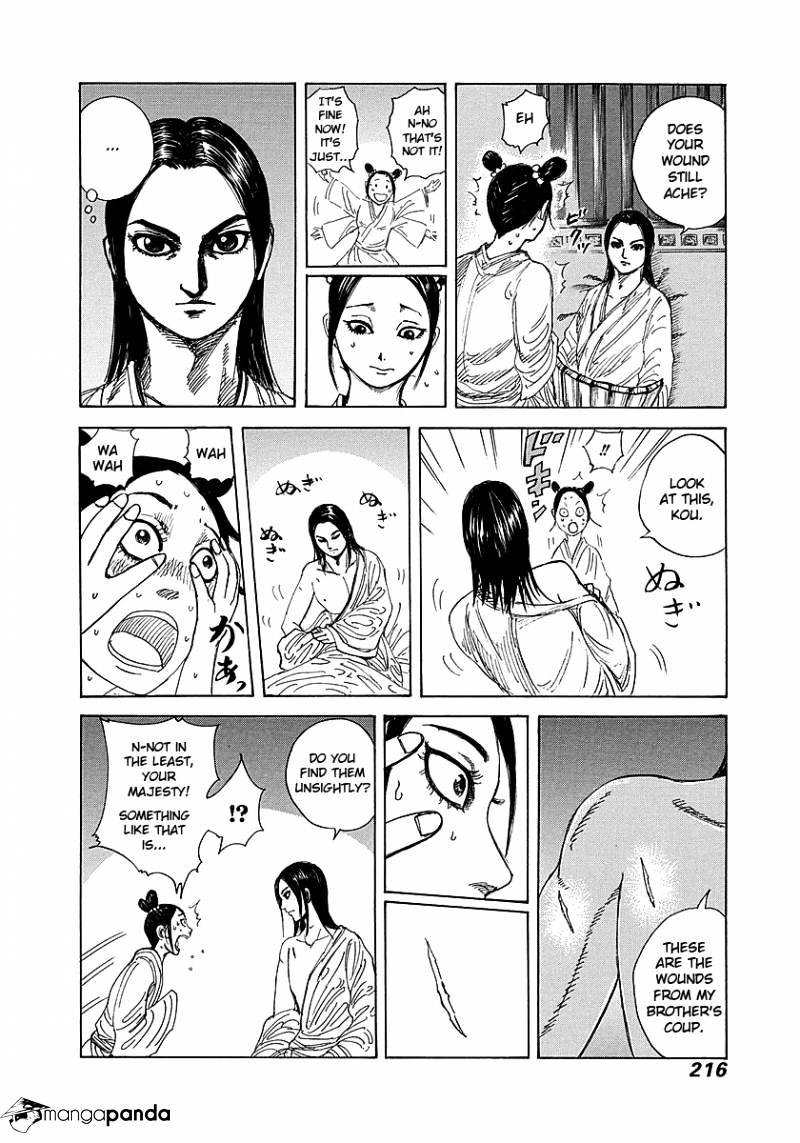 DOES
YOUR
WOUND
STILL
ACHE?
EH
ビ
クッ
AH
N-NO
THAT'S
NOT IT!
IT'S
FINE
NOW!
IT'S
JUST...
...
LOOK
AT THIS,
KOU.
!!
ドキン
ぬぎ
ぬぎ
ぬぎ
WAH
WA
WAH
かあっ
THESE
ARE THE
WOUNDS
FROM MY
BROTHER'S
COUP.
DO YOU
FIND THEM
UNSIGHTLY?
!?
N-NOT IN
THE LEAST,
YOUR
MAJESTY!
SOMETHING
LIKE THAT
IS...
216
mangapanda